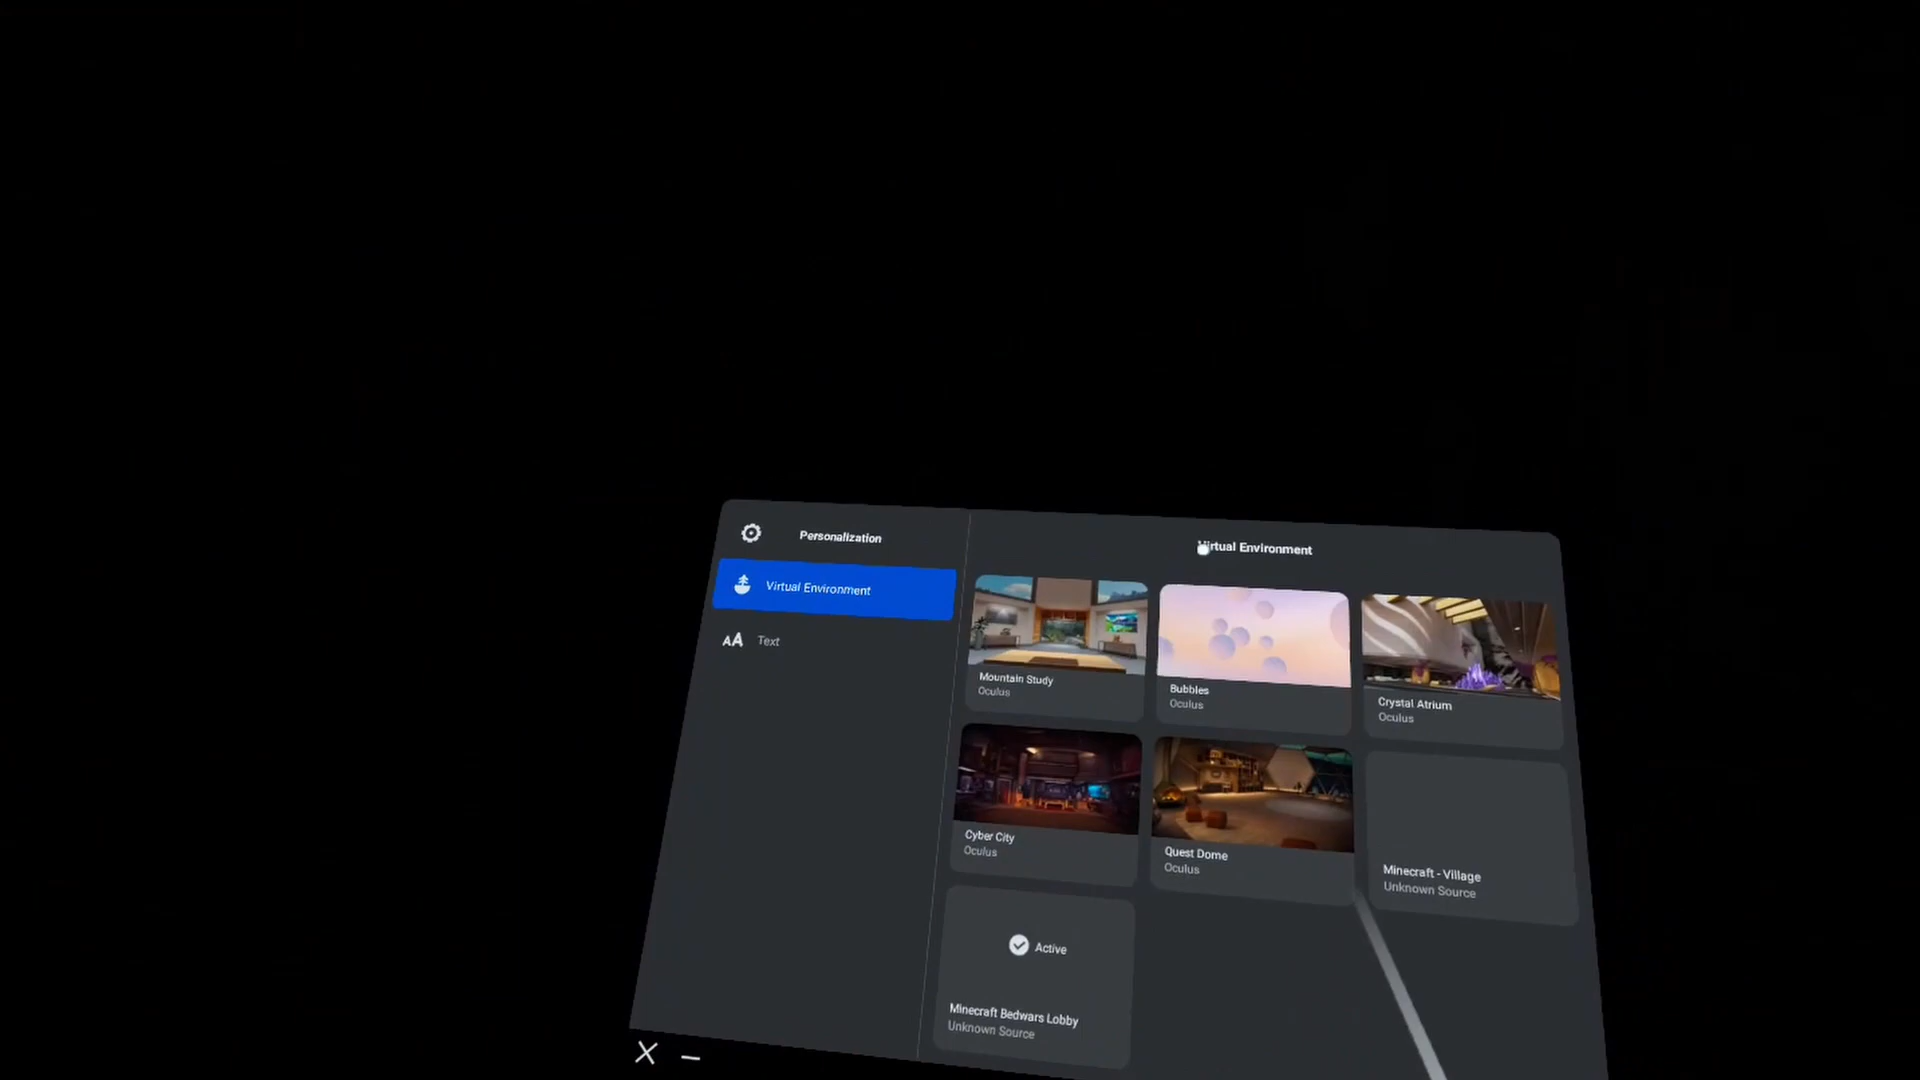 Personalization
Virtual Environment
AA Text
Virtual Environment
Mountain Study
Oculus
Bubbles
Oculus
Crystal Atrium
Oculus
Cyber City
Oculus
Quest Dome
Oculus
Minecraft - Village
Unknown Source
Active
Minecraft Bedwars Lobby
Unknown Source